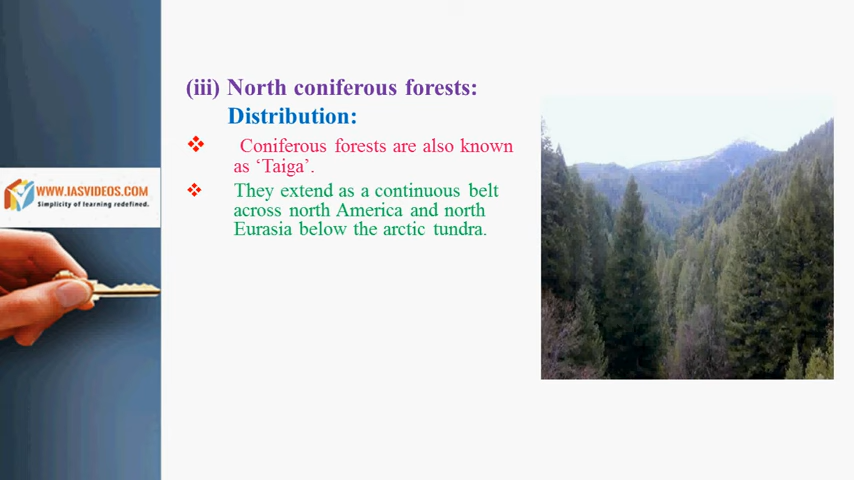 (iii) North coniferous forests:
Distribution:
❖ Coniferous forests are also known
as ‘Taiga’.
❖ They extend as a continuous belt
across north America and north
Eurasia below the arctic tundra.
WWW.IASVIDEOS.COM
Simplicity of learning redefined.